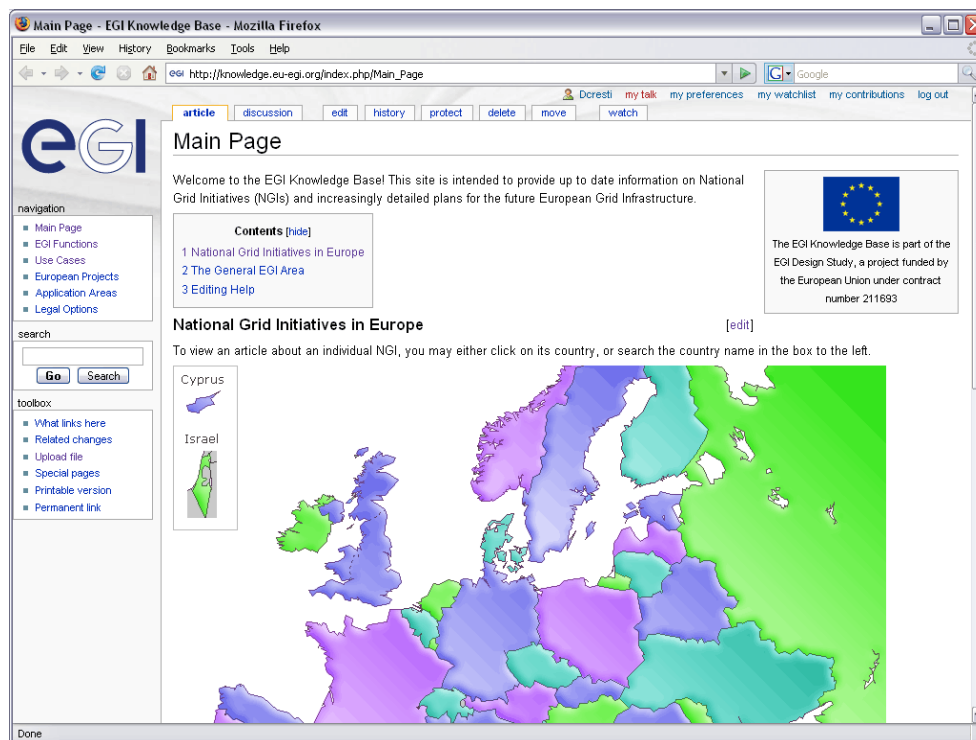 Main Page - EGI Knowledge Base - Mozilla Firefox
File Edit View History Bookmarks Tools Help
eGI http://knowledge.eu-egi.org/index.php/Main_Page
G Google
Dcresti my talk my preferences my watchlist my contributions log out
article discussion edit history protect delete move watch
eGI
Main Page
Welcome to the EGI Knowledge Base! This site is intended to provide up to date information on National
Grid Initiatives (NGIs) and increasingly detailed plans for the future European Grid Infrastructure.
The EGI Knowledge Base is part of the
EGI Design Study, a project funded by
the European Union under contract
number 211693
Contents [hide]
1 National Grid Initiatives in Europe
2 The General EGI Area
3 Editing Help
navigation
Main Page
EGI Functions
Use Cases
European Projects
Application Areas
Legal Options
search
Go Search
toolbox
What links here
Related changes
Upload file
Special pages
Printable version
Permanent link
National Grid Initiatives in Europe [edit]
To view an article about an individual NGI, you may either click on its country, or search the country name in the box to the left.
Cyprus
Israel
Done